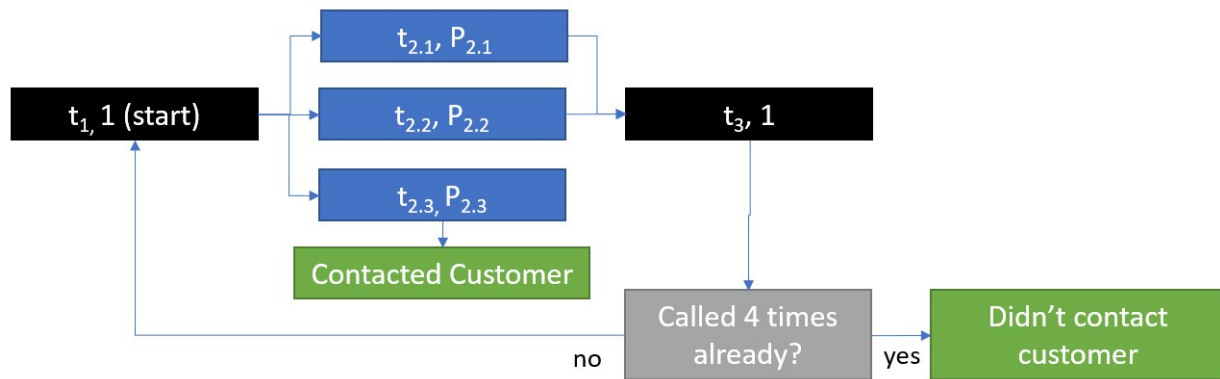 t2.1, P2.1
t1, 1 (start)
t2.2, P2.2
t3, 1
t2.3, P2.3
Contacted Customer
Called 4 times
already?
no
yes
Didn't contact
customer